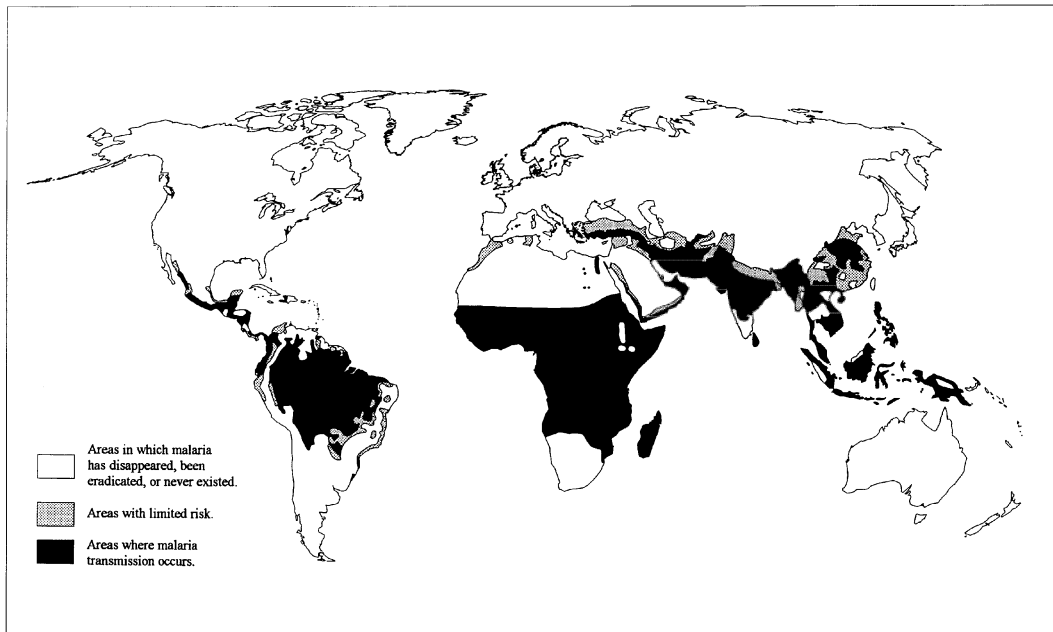 Areas in which malaria
has disappeared, been
eradicated, or never existed.
Areas with limited risk.
Areas where malaria
transmission occurs.